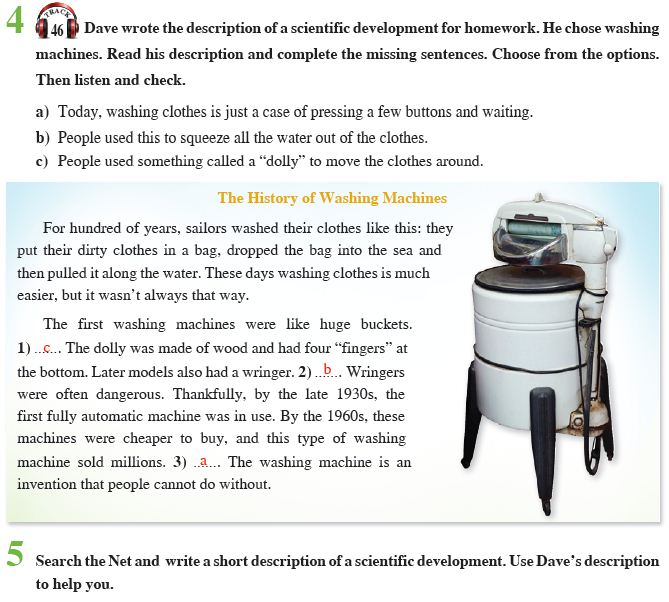 4 TRACK 46 Dave wrote the description of a scientific development for homework. He chose washing
machines. Read his description and complete the missing sentences. Choose from the options.
Then listen and check.
a) Today, washing clothes is just a case of pressing a few buttons and waiting.
b) People used this to squeeze all the water out of the clothes.
c) People used something called a “dolly” to move the clothes around.
The History of Washing Machines
For hundred of years, sailors washed their clothes like this: they
put their dirty clothes in a bag, dropped the bag into the sea and
then pulled it along the water. These days washing clothes is much
easier, but it wasn’t always that way.
The first washing machines were like huge buckets.
1) ..c... The dolly was made of wood and had four “fingers” at
the bottom. Later models also had a wringer. 2) ..b... Wringers
were often dangerous. Thankfully, by the late 1930s, the
first fully automatic machine was in use. By the 1960s, these
machines were cheaper to buy, and this type of washing
machine sold millions. 3) ..a... The washing machine is an
invention that people cannot do without.
5 Search the Net and write a short description of a scientific development. Use Dave’s description
to help you.